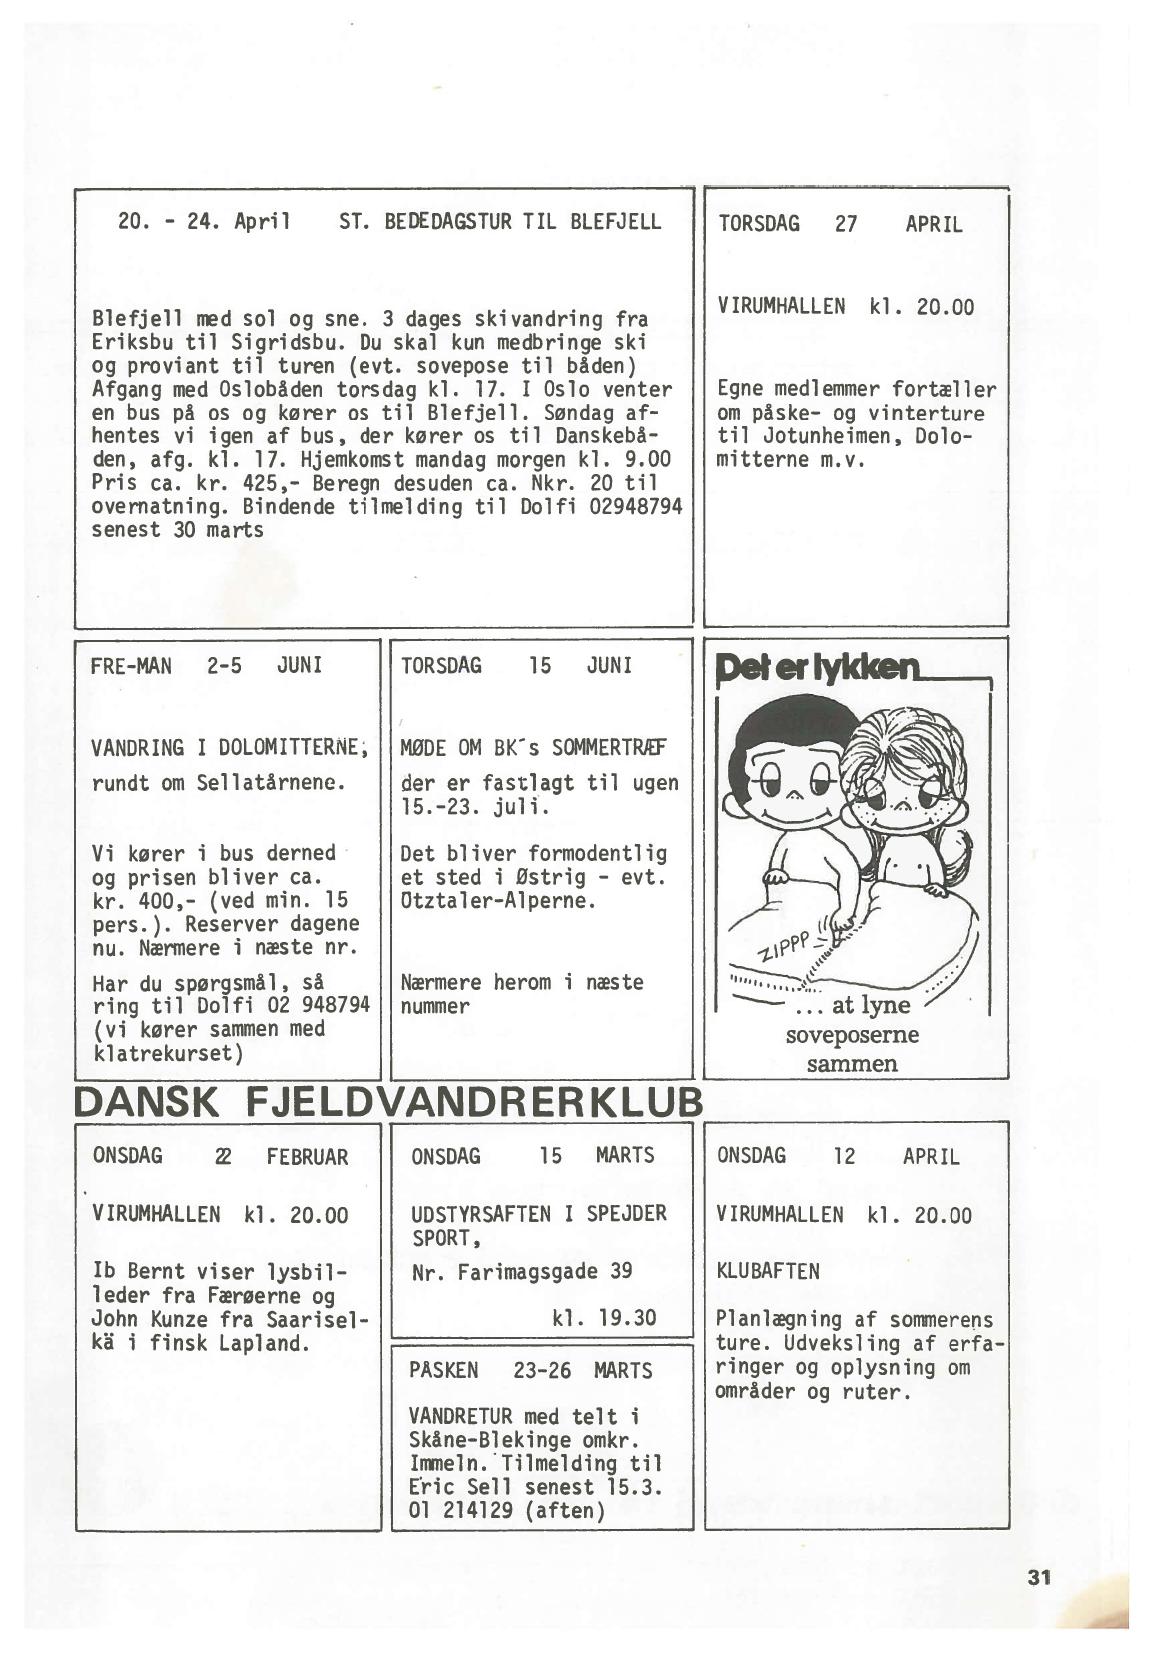 20. - 24. April ST. BEDEDAGSTUR TIL BLEFJELL
Blefjell med sol og sne. 3 dages skivandring fra
Eriksbu til Sigridsbu. Du skal kun medbringe ski
og proviant til turen (evt. sovepose til båden)
Afgang med Oslobåden torsdag kl. 17. I Oslo venter
en bus på os og kører os til Blefjell. Søndag af-
hentes vi igen af bus, der kører os til Danskebå-
den, afg. kl. 17. Hjemkomst mandag morgen kl. 9.00
Pris ca. kr. 425,- Beregn desuden ca. Nkr. 20 til
overnatning. Bindende tilmelding til Dolfi 02948794
senest 30 marts
TORSDAG 27 APRIL
VIRUMHALLEN kl. 20.00
Egne medlemmer fortæller
om påske- og vinterture
til Jotunheimen, Dolo-
mitterne m.v.
FRE-MAN 2-5 JUNI
VANDRING I DOLOMITTERNE,
rundt om Sellatårnene.
Vi kører i bus derned
og prisen bliver ca.
kr. 400,- (ved min. 15
pers.). Reserver dagene
nu. Nærmere i næste nr.
Har du spørgsmål, så
ring til Dolfi 02 948794
(vi kører sammen med
klatrekurset)
TORSDAG 15 JUNI
MØDE OM BK's SOMMERTRÆF
der er fastlagt til ugen
15.-23. juli.
Det bliver formodentlig
et sted i Østrig - evt.
Ötztaler-Alperne.
Nærmere herom i næste
nummer
Det er lykken
ZIPPP
... at lyne
soveposerne
sammen
DANSK FJELDVANDRERKLUB
ONSDAG 22 FEBRUAR
VIRUMHALLEN kl. 20.00
Ib Bernt viser lysbil-
leder fra Færøerne og
John Kunze fra Saarisel-
kä i finsk Lapland.
ONSDAG 15 MARTS
UDSTYRSAFTEN I SPEJDER
SPORT,
Nr. Farimagsgade 39
kl. 19.30
PÅSKEN 23-26 MARTS
VANDRETUR med telt i
Skåne-Blekinge omkr.
Immeln. Tilmelding til
Eric Sell senest 15.3.
01 214129 (aften)
ONSDAG 12 APRIL
VIRUMHALLEN kl. 20.00
KLUBAFTEN
Planlægning af sommerens
ture. Udveksling af erfa-
ringer og oplysning om
områder og ruter.
31